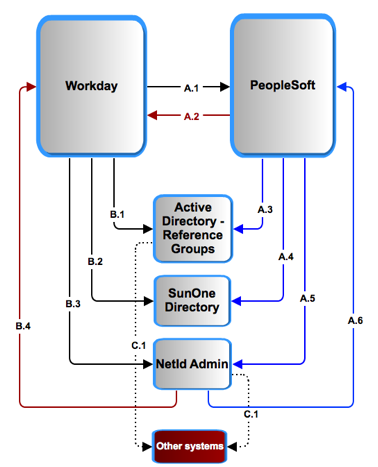 Workday
PeopleSoft
A.1
A.2
Active
Directory -
Reference
Groups
A.3
B.1
A.4
B.2
SunOne
Directory
A.5
B.3
A.6
B.4
C.1
NetId Admin
C.1
Other systems